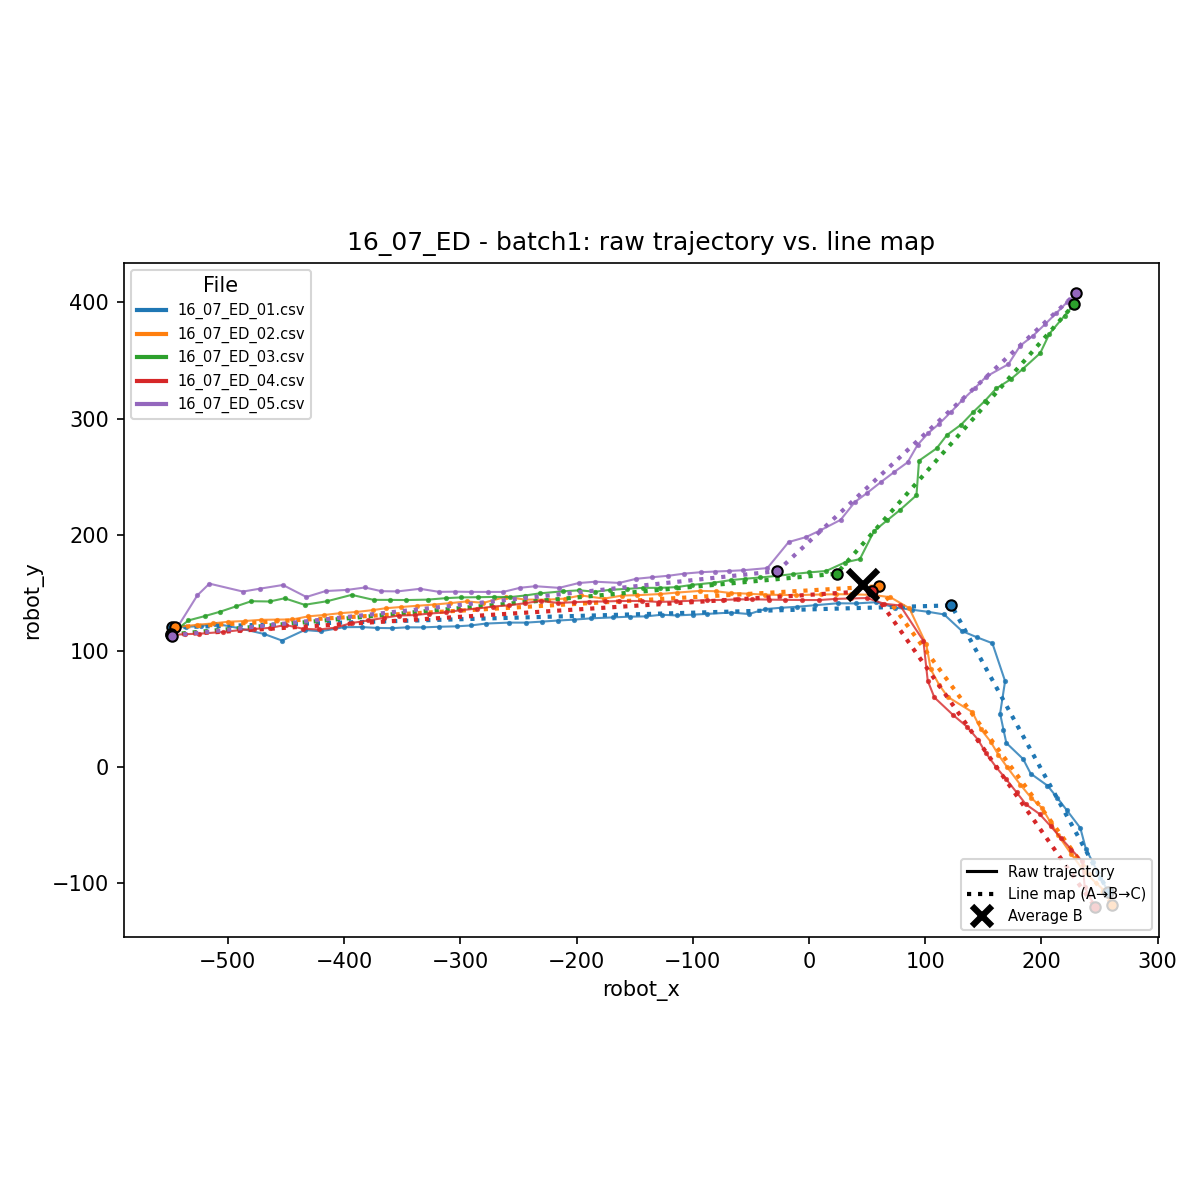 16_07_ED - batch1: raw trajectory vs. line map
File
16_07_ED_01.csv
16_07_ED_02.csv
16_07_ED_03.csv
16_07_ED_04.csv
16_07_ED_05.csv
400
300
200
100
0
−100
robot_y
Raw trajectory
Line map (A→B→C)
Average B
−500
−400
−300
−200
−100
0
100
200
300
robot_x